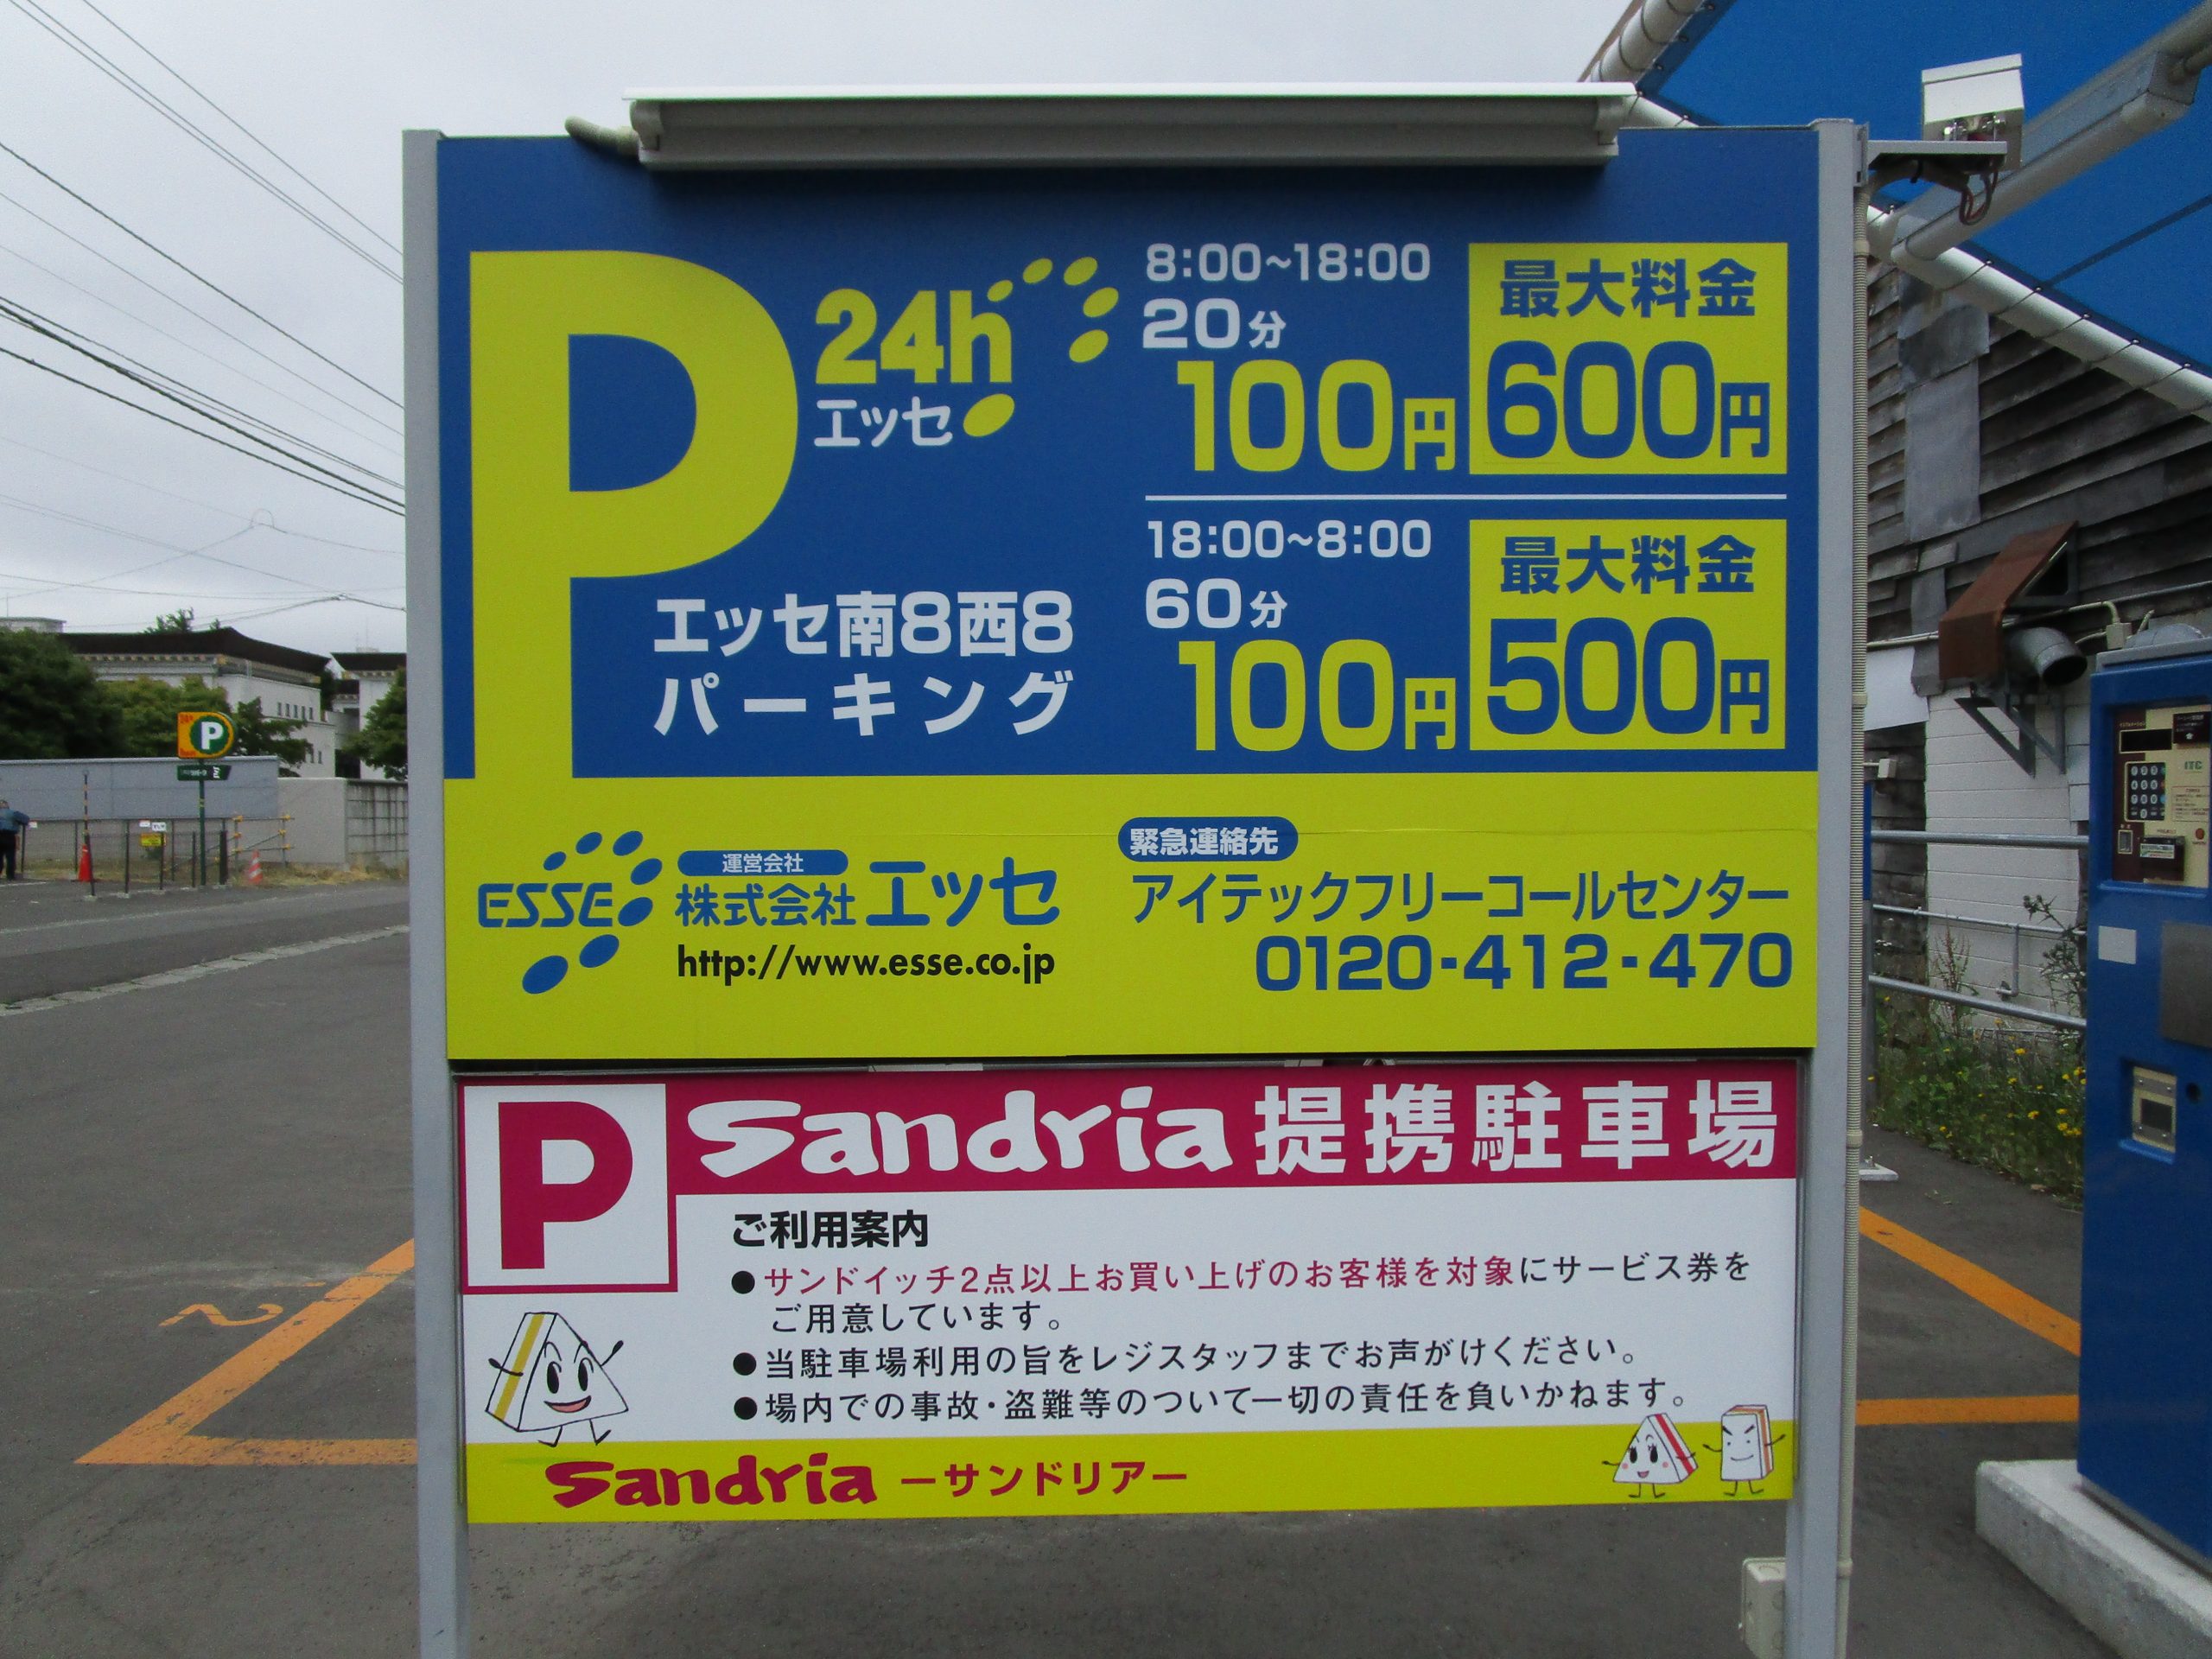 P
24h
エッセ
エッセ南8西8
パーキング
8:00~18:00
20分
100円
最大料金
600円
18:00~8:00
60分
100円
最大料金
500円
ESSE
運営会社
株式会社エッセ
http://www.esse.co.jp
緊急連絡先
アイテックフリーコールセンター
0120-412-470
P
Sandria提携駐車場
ご利用案内
●サンドイッチ2点以上お買い上げのお客様を対象にサービス券を
ご用意しています。
●当駐車場利用の旨をレジスタッフまでお声がけください。
●場内での事故・盗難等のついて一切の責任を負いかねます。
Sandria ーサンドリアー
P
2
ITC